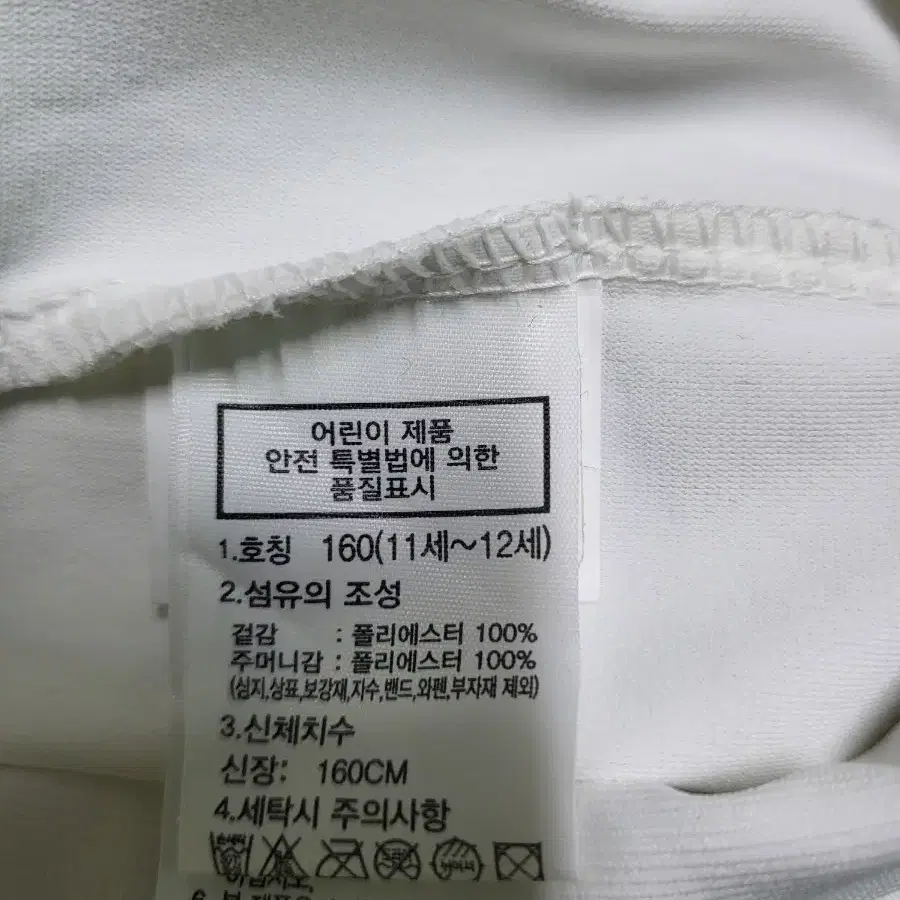 어린이 제품
안전 특별법에 의한
품질표시
1.호칭 160(11세~12세)
2.섬유의 조성
겉감 : 폴리에스터 100%
주머니감 : 폴리에스터 100%
(심지,상표,보강재,자수,밴드,와펜,부자재 제외)
3.신체치수
신장: 160CM
4.세탁시 주의사항